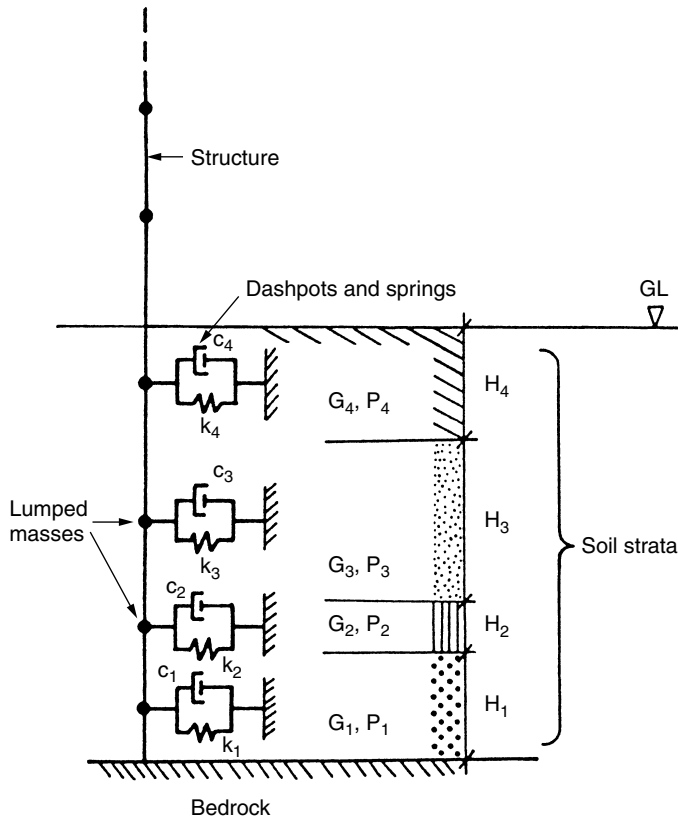 Structure
Dashpots and springs
GL
c₄
k₄
G₄, P₄
H₄
c₃
k₃
Lumped
masses
G₃, P₃
H₃
Soil strata
c₂
k₂
G₂, P₂
H₂
c₁
k₁
G₁, P₁
H₁
Bedrock